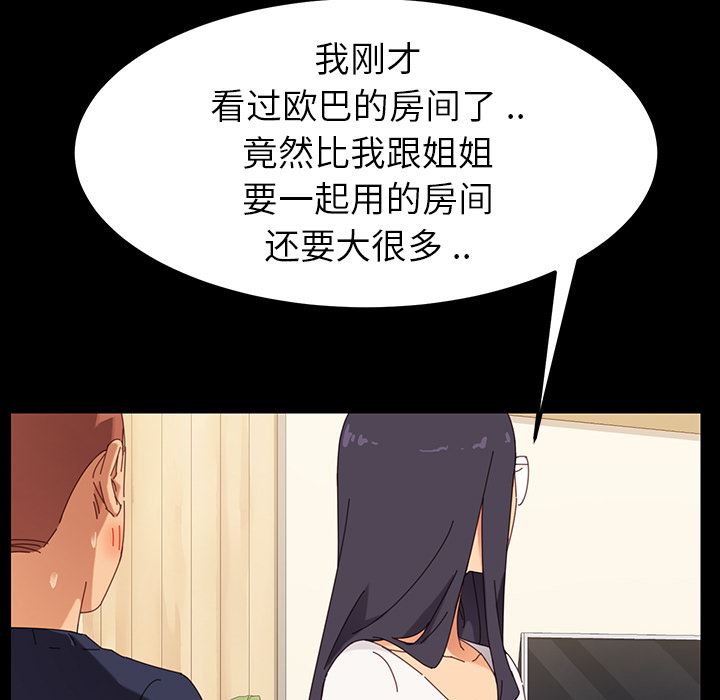 我刚才
看过欧巴的房间了 ..
竟然比我跟姐姐
要一起用的房间
还要大很多 ..